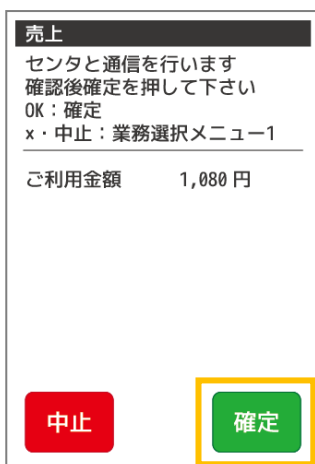 売上
センタと通信を行います
確認後確定を押して下さい
OK：確定
×・中止：業務選択メニュー1
ご利用金額 1,080 円
中止 確定